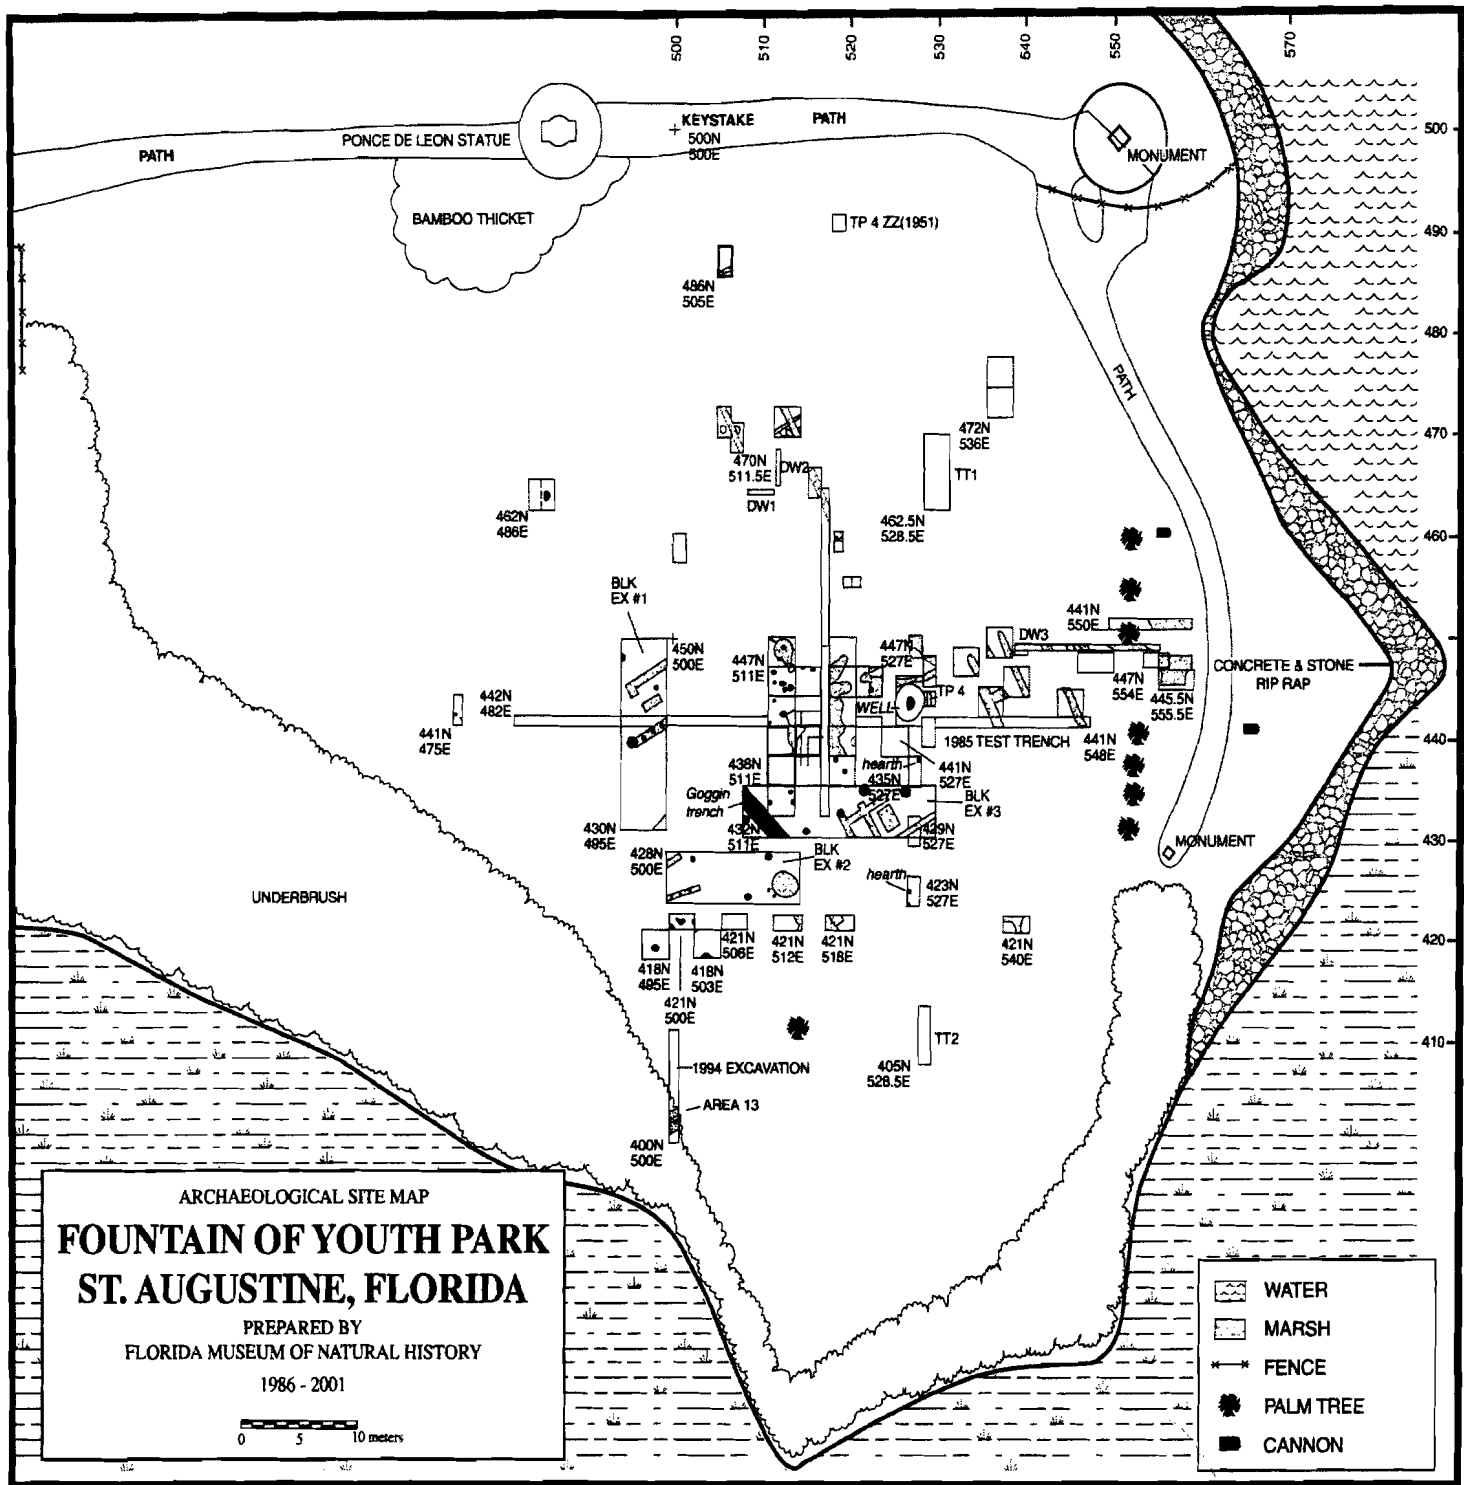 500
510
520
530
540
550
570
500
490
480
470
460
450
440
430
420
410
PONCE DE LEON STATUE
KEYSTAKE
500N
500E
PATH
PATH
MONUMENT
BAMBOO THICKET
TP 4 ZZ(1951)
486N
505E
PATH
472N
536E
470N
511.5E
DW2
DW1
TT1
462N
486E
462.5N
528.5E
BLK
EX #1
441N
550E
DW3
450N
500E
447N
511E
447N
527E
CONCRETE & STONE
RIP RAP
447N
554E
445.5N
555.5E
TP 4
WELL
442N
482E
441N
475E
1985 TEST TRENCH
441N
548E
438N
511E
hearth
441N
527E
435N
527E
Goggin
trench
BLK
EX #3
430N
495E
432N
511E
429N
527E
MONUMENT
428N
500E
BLK
EX #2
hearth
423N
527E
UNDERBRUSH
421N
506E
421N
512E
421N
518E
421N
540E
418N
495E
418N
503E
421N
500E
TT2
1994 EXCAVATION
405N
528.5E
AREA 13
400N
500E
ARCHAEOLOGICAL SITE MAP
FOUNTAIN OF YOUTH PARK
ST. AUGUSTINE, FLORIDA
PREPARED BY
FLORIDA MUSEUM OF NATURAL HISTORY
1986 - 2001
0 5 10 meters
WATER
MARSH
FENCE
PALM TREE
CANNON